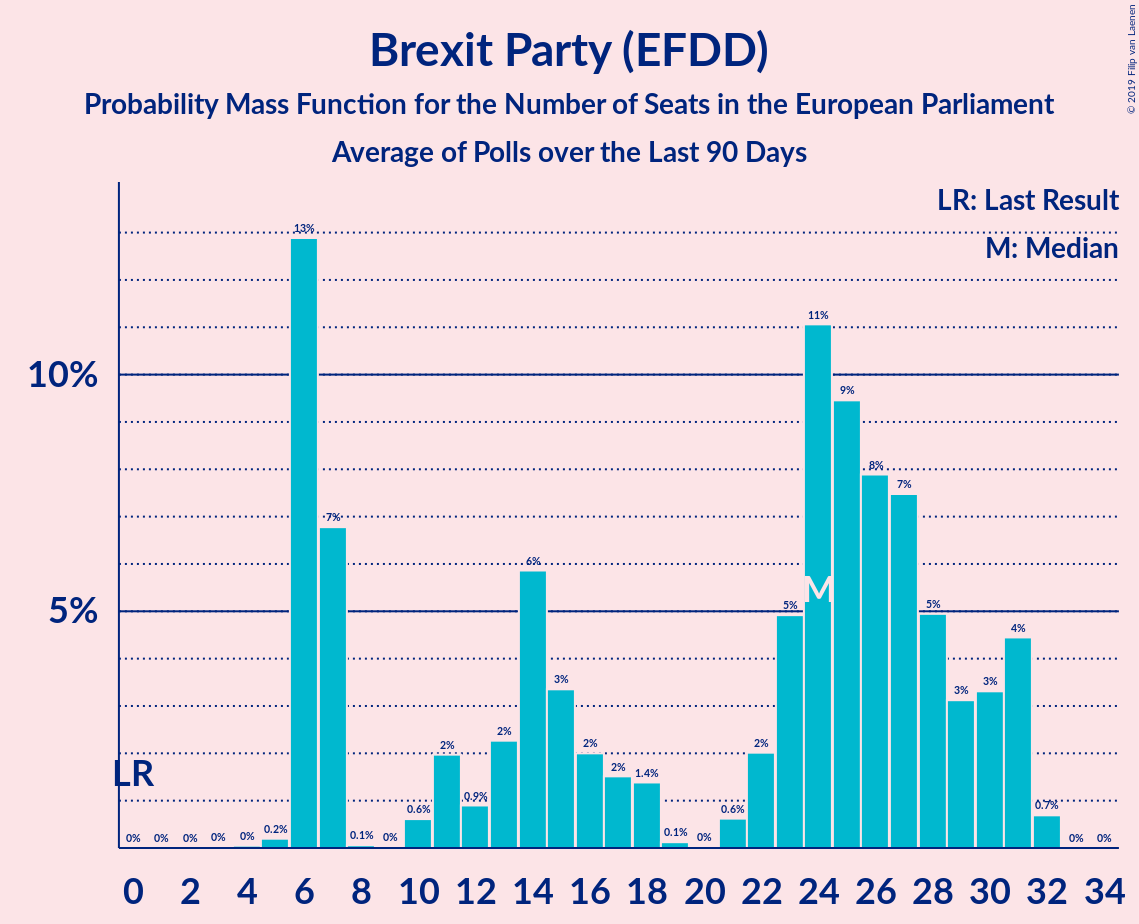 Brexit Party (EFDD)
Probability Mass Function for the Number of Seats in the European Parliament
Average of Polls over the Last 90 Days
© 2019 Filip van Laenen
LR: Last Result
M: Median
10%
5%
LR
M
0% 0% 0% 0% 0% 0.2% 13% 7% 0.1% 0% 0.6% 2% 0.9% 2% 6% 3% 2% 2% 1.4% 0.1% 0% 0.6% 2% 5% 11% 9% 8% 7% 5% 3% 3% 4% 0.7% 0% 0%
0 2 4 6 8 10 12 14 16 18 20 22 24 26 28 30 32 34